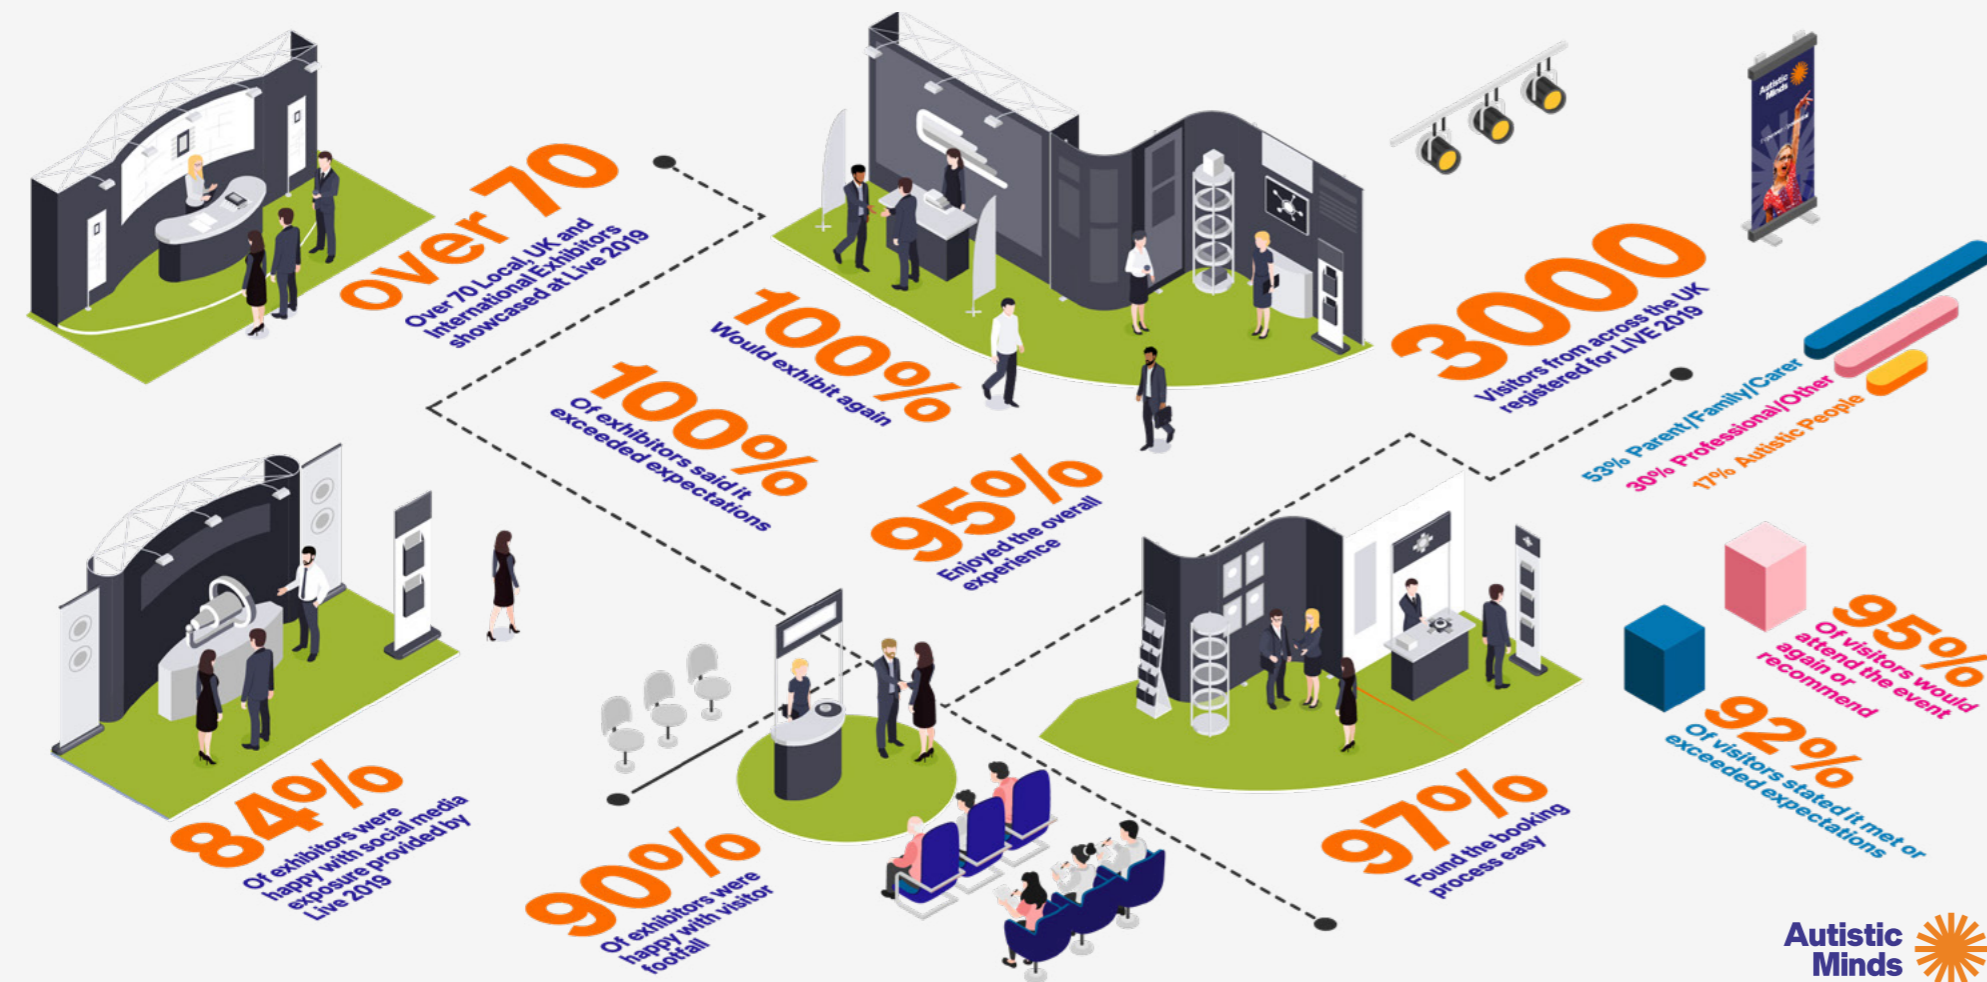 over 70
Over 70 Local, UK and
International Exhibitors
showcased at Live 2019
100%
Would exhibit again
100%
Of exhibitors said it
exceeded expectations
95%
Enjoyed the overall
experience
3000
Visitors from across the UK
registered for LIVE 2019
Autistic
Minds
53% Parent/Family/Carer
30% Professional/Other
17% Autistic People
84%
Of exhibitors were
happy with social media
exposure provided by
Live 2019
90%
Of exhibitors were
happy with visitor
footfall
97%
Found the booking
process easy
95%
Of visitors would
attend the event
again or
recommend
92%
Of visitors stated it met or
exceeded expectations
Autistic
Minds